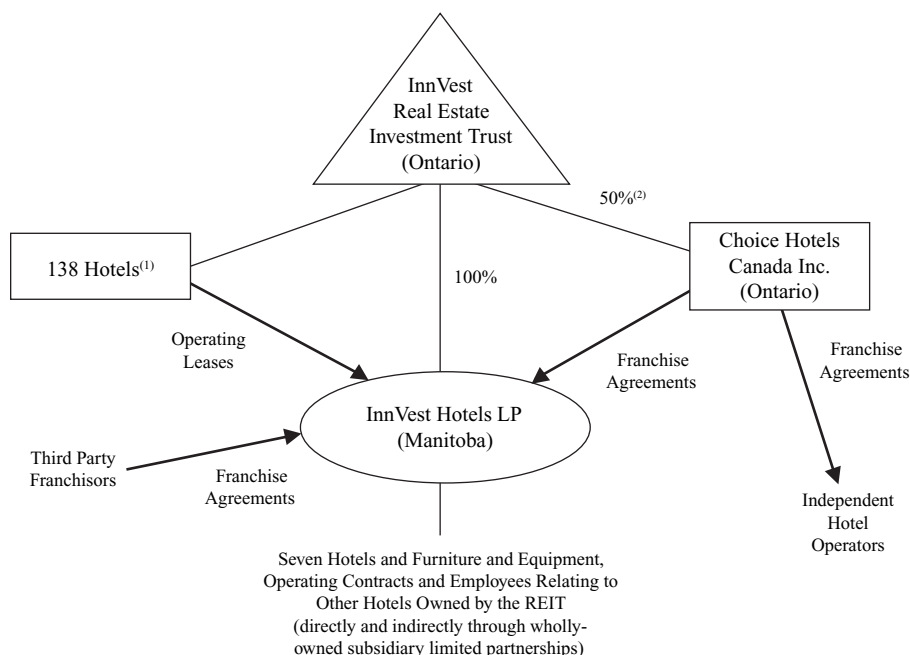 InnVest
Real Estate
Investment Trust
(Ontario)
50%(2)
138 Hotels(1)
Choice Hotels
Canada Inc.
(Ontario)
100%
Operating
Leases
Franchise
Agreements
Franchise
Agreements
InnVest Hotels LP
(Manitoba)
Third Party
Franchisors
Franchise
Agreements
Independent
Hotel
Operators
Seven Hotels and Furniture and Equipment,
Operating Contracts and Employees Relating to
Other Hotels Owned by the REIT
(directly and indirectly through wholly-
owned subsidiary limited partnerships)